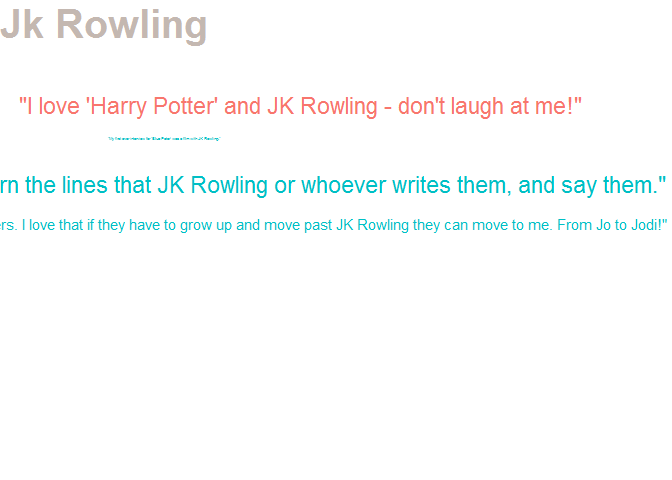 Jk Rowling
"I love 'Harry Potter' and JK Rowling - don't laugh at me!"
rn the lines that JK Rowling or whoever writes them, and say them."
ers. I love that if they have to grow up and move past JK Rowling they can move to me. From Jo to Jodi!"